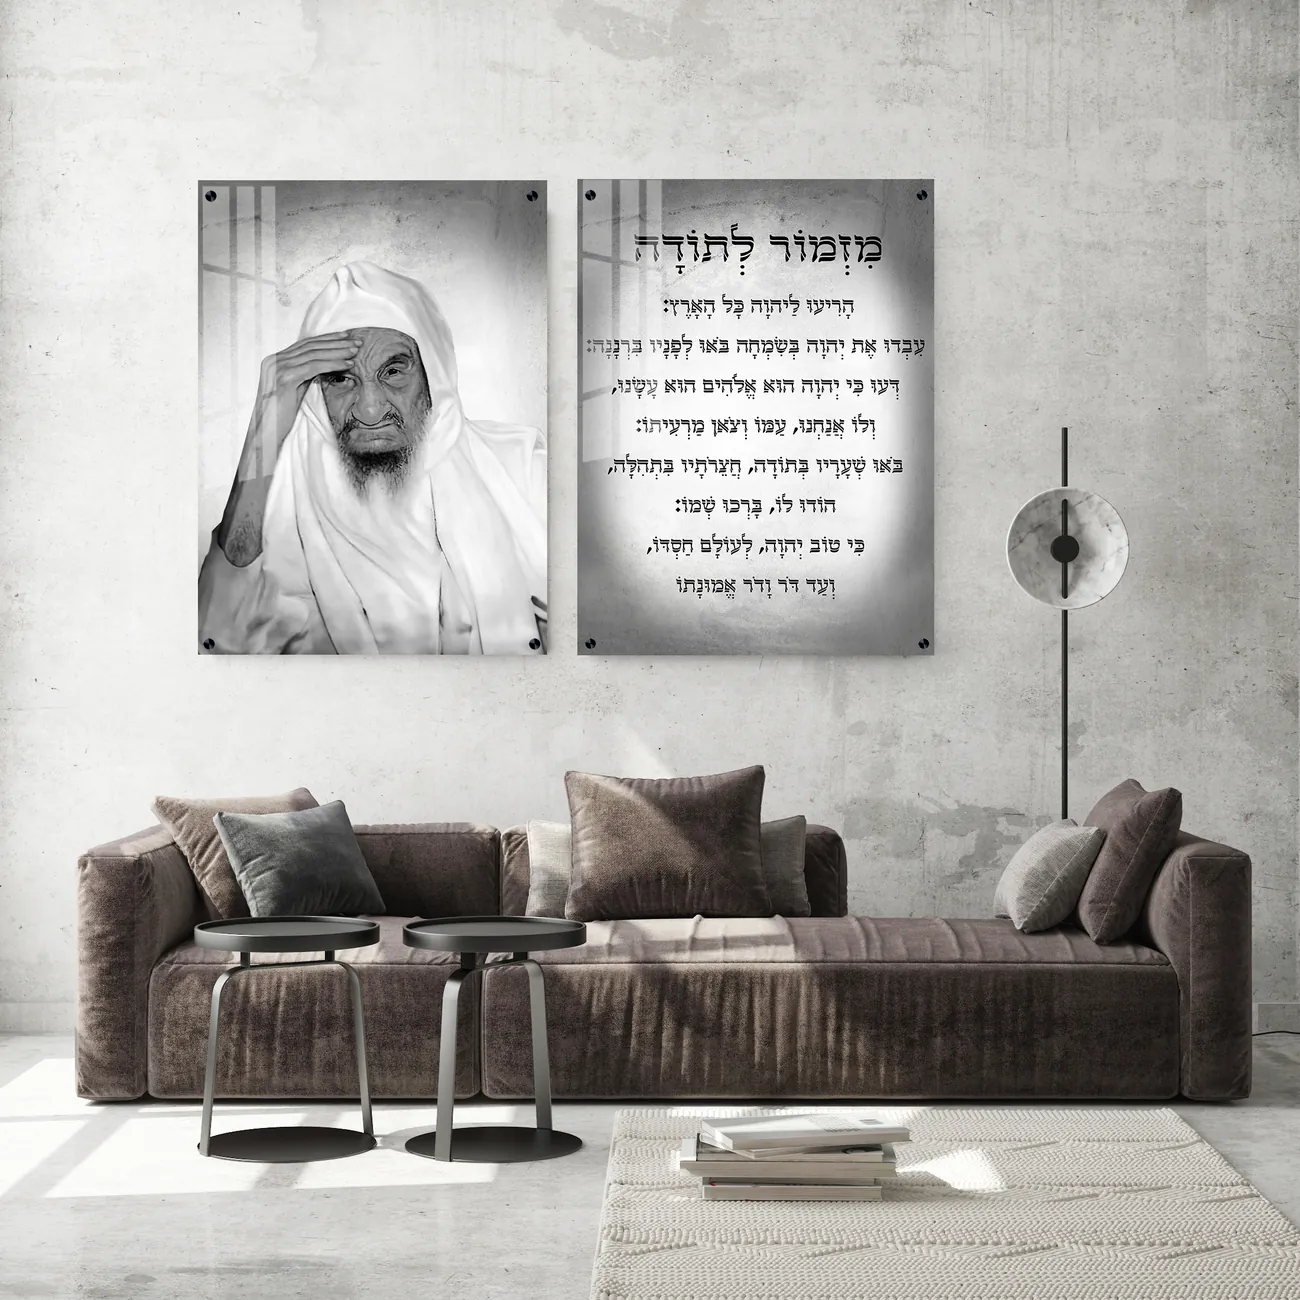 מִזְמוֹר לְתוֹדָה
הָרִיעוּ לַיהוָה כָּל הָאָרֶץ:
עִבְדוּ אֶת יְהוָה בְּשִׂמְחָה בֹּאוּ לְפָנָיו בִּרְנָנָה:
דְּעוּ כִּי יְהוָה הוּא אֱלֹהִים הוּא עָשָׂנוּ,
וְלוֹ אֲנַחְנוּ, עַמּוֹ וְצֹאן מַרְעִיתוֹ:
בֹּאוּ שְׁעָרָיו בְּתוֹדָה, חֲצֵרֹתָיו בִּתְהִלָּה,
הוֹדוּ לוֹ, בָּרְכוּ שְׁמוֹ:
כִּי טוֹב יְהוָה, לְעוֹלָם חַסְדּוֹ,
וְעַד דֹּר וָדֹר אֱמוּנָתוֹ